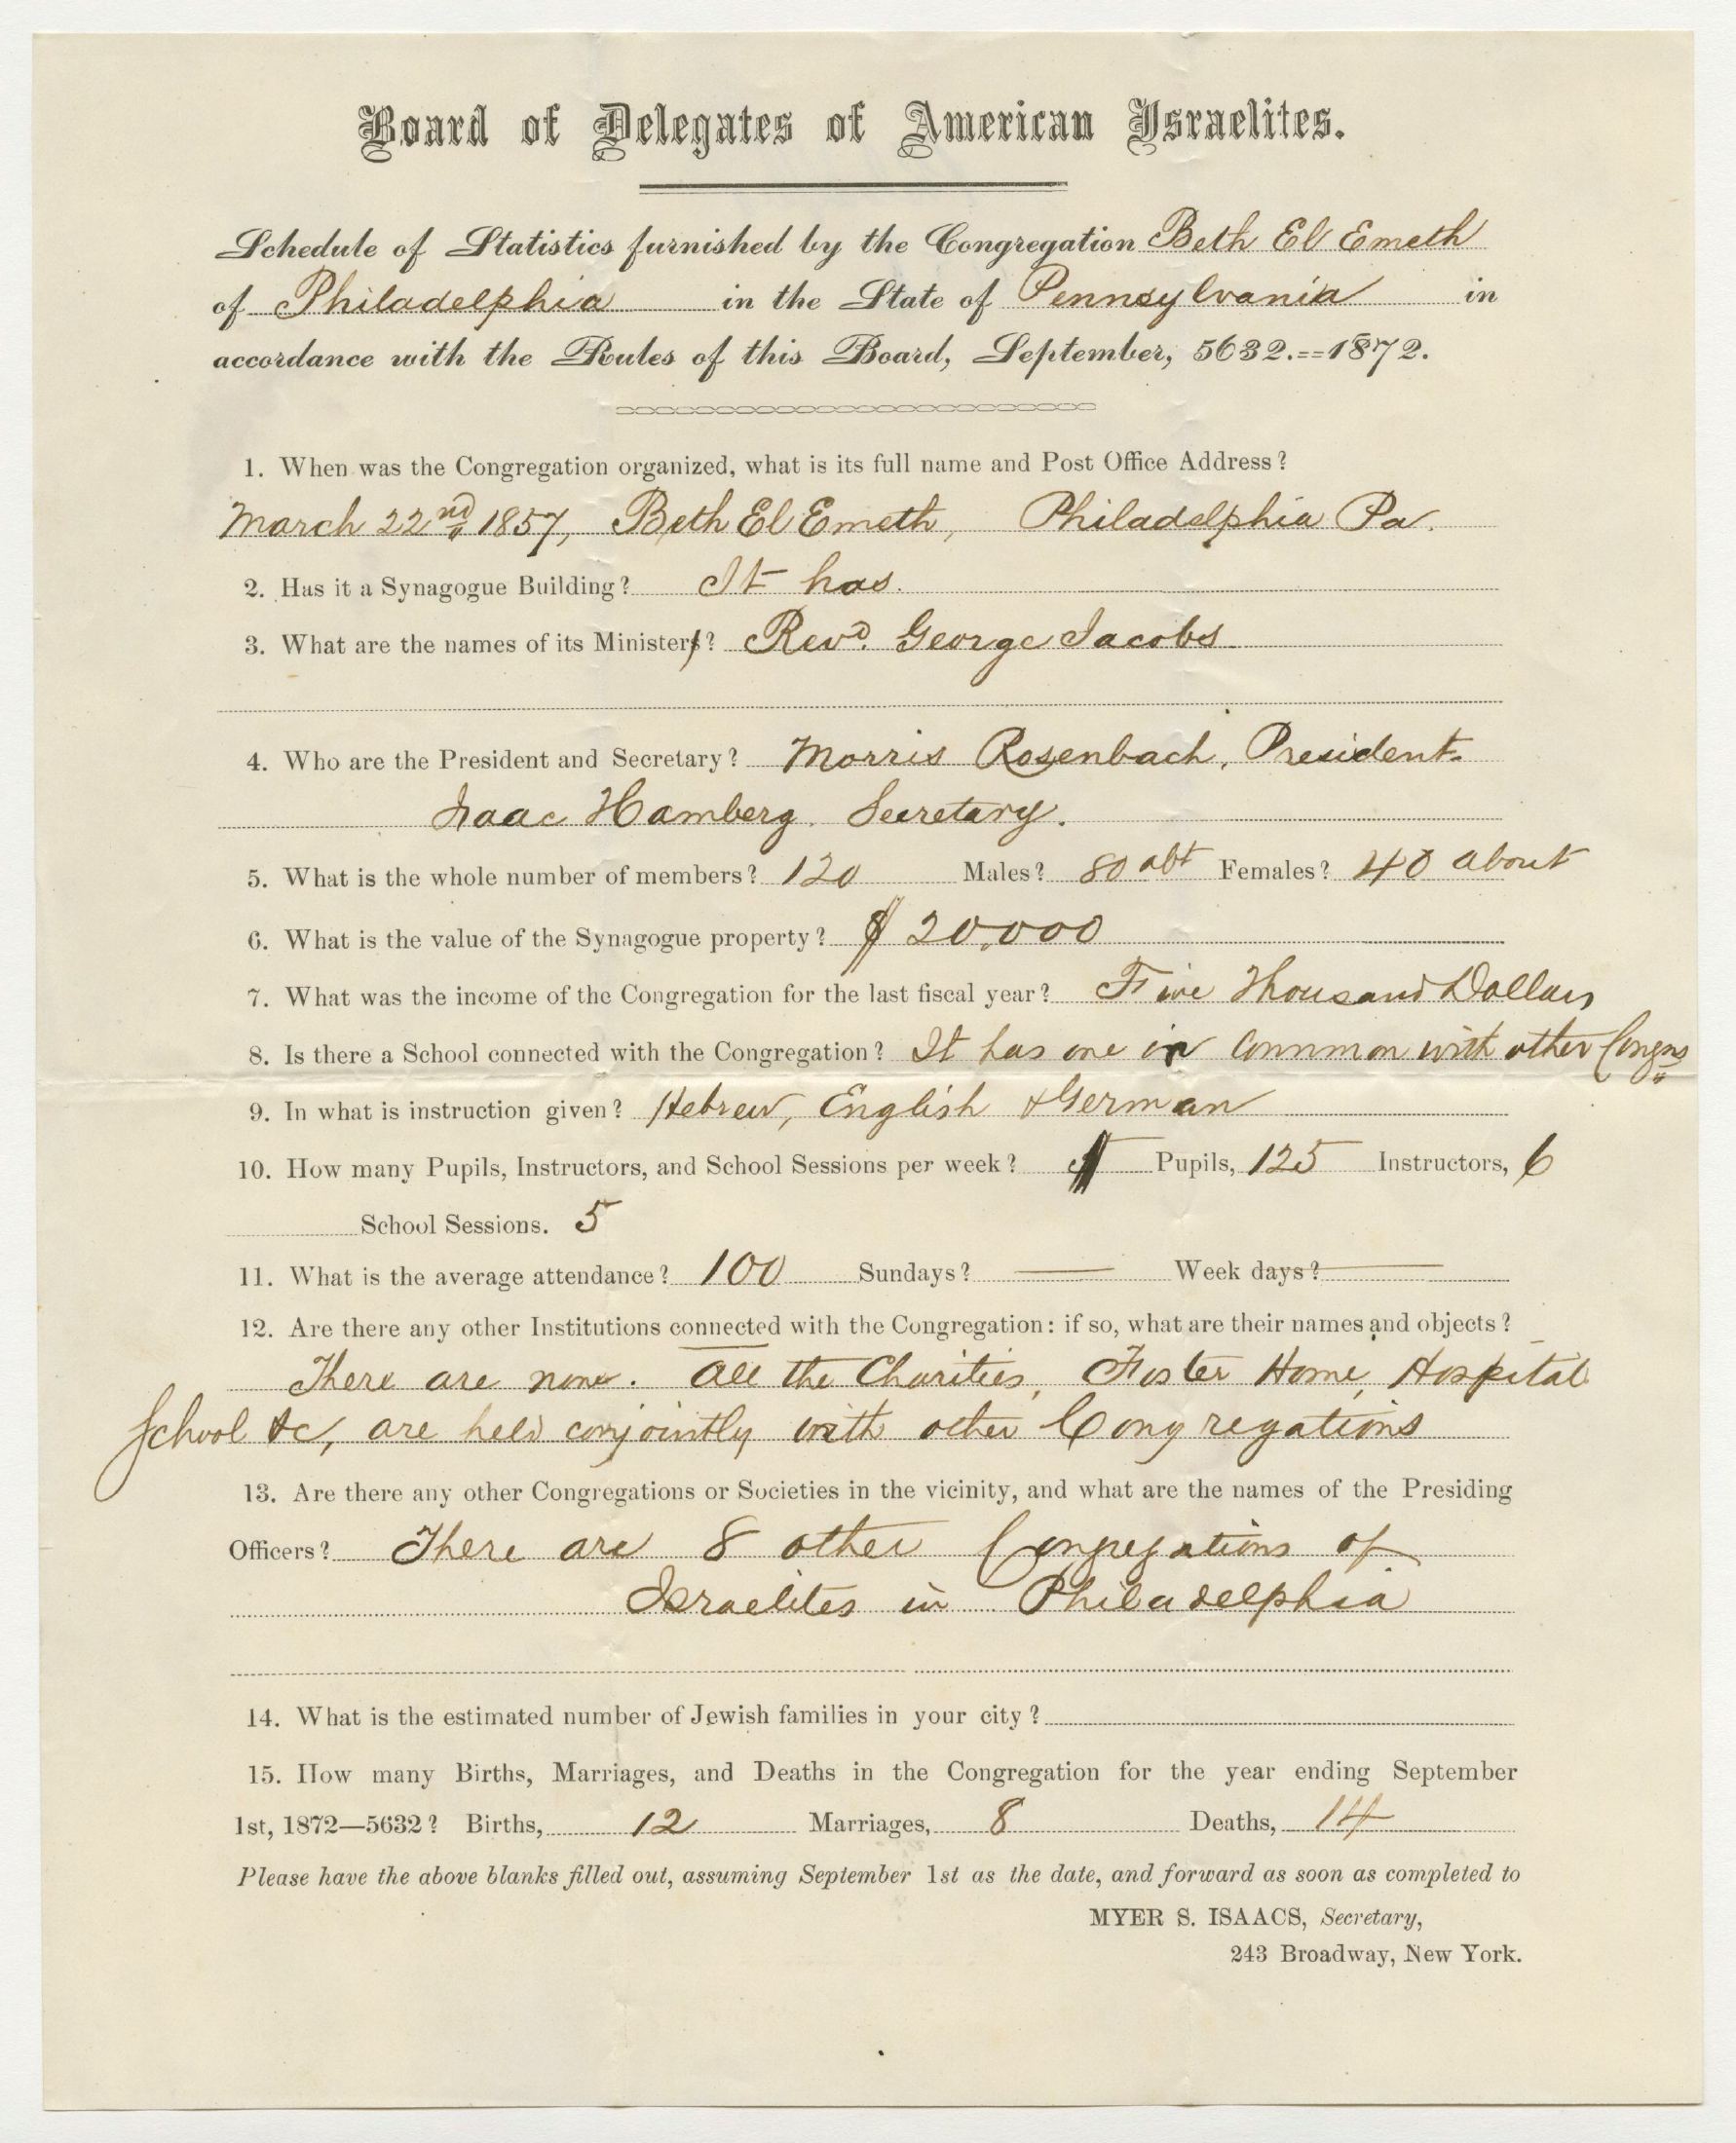 Board of Delegates of American Israelites.
Schedule of Statistics furnished by the Congregation Beth El Emeth
of Philadelphia in the State of Pennsylvania in
accordance with the Rules of this Board, September, 5632.==1872.
1. When was the Congregation organized, what is its full name and Post Office Address?
March 22nd 1857, Beth El Emeth, Philadelphia Pa.
2. Has it a Synagogue Building? It has.
3. What are the names of its Ministers? Revd. George Jacobs
4. Who are the President and Secretary? Morris Rosenbach, President.
Isaac Hamberg. Secretary.
5. What is the whole number of members? 120 Males? 80 abt Females? 40 about
6. What is the value of the Synagogue property? $20,000
7. What was the income of the Congregation for the last fiscal year? Five Thousand Dollars
8. Is there a School connected with the Congregation? It has one in common with other Congns
9. In what is instruction given? Hebrew, English & German
10. How many Pupils, Instructors, and School Sessions per week? Pupils, 125 Instructors, 6
School Sessions. 5
11. What is the average attendance? 100 Sundays? — Week days? —
12. Are there any other Institutions connected with the Congregation: if so, what are their names and objects?
There are none. All the Charities, Foster Home, Hospital
School &c, are held conjointly with other Congregations
13. Are there any other Congregations or Societies in the vicinity, and what are the names of the Presiding
Officers? There are 8 other Congregations of
Israelites in Philadelphia
14. What is the estimated number of Jewish families in your city?
15. How many Births, Marriages, and Deaths in the Congregation for the year ending September
1st, 1872—5632? Births, 12 Marriages, 8 Deaths, 14
Please have the above blanks filled out, assuming September 1st as the date, and forward as soon as completed to
MYER S. ISAACS, Secretary,
243 Broadway, New York.